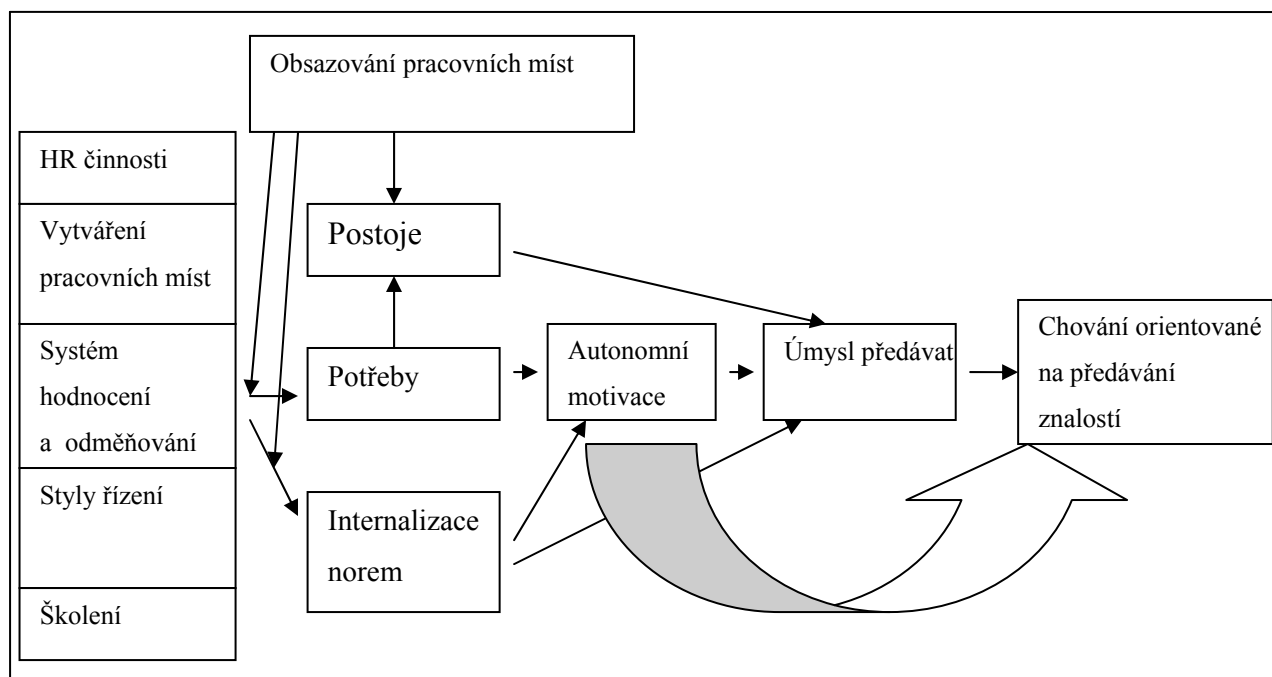 Obsazování pracovních míst
HR činnosti
Vytváření
pracovních míst
Systém
hodnocení
a odměňování
Styly řízení
Školení
Postoje
Potřeby
Internalizace
norem
Autonomní
motivace
Úmysl předávat
Chování orientované
na předávání
znalostí